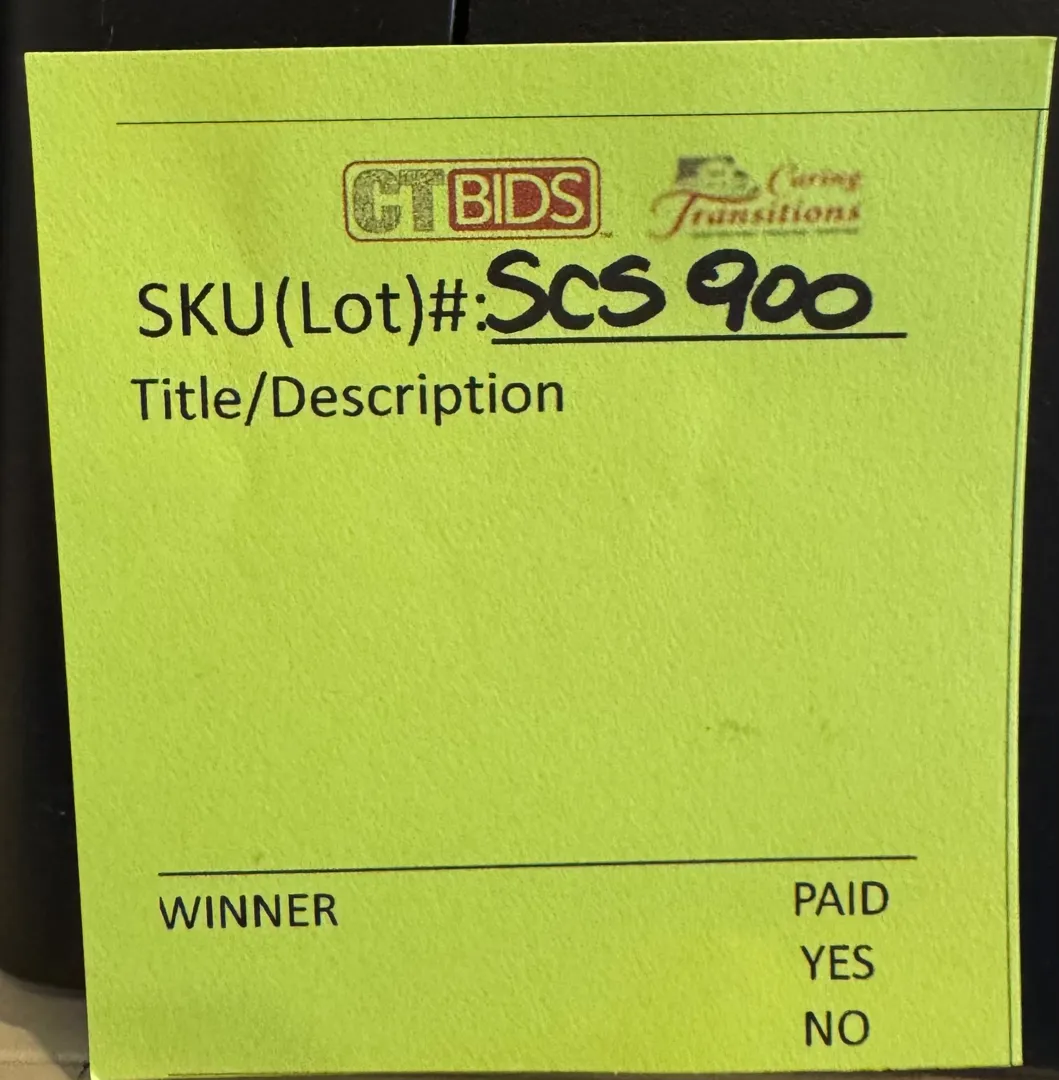 CTBIDS
Caring
Transitions
SKU(Lot)#:SCS 900
Title/Description
WINNER PAID
YES
NO